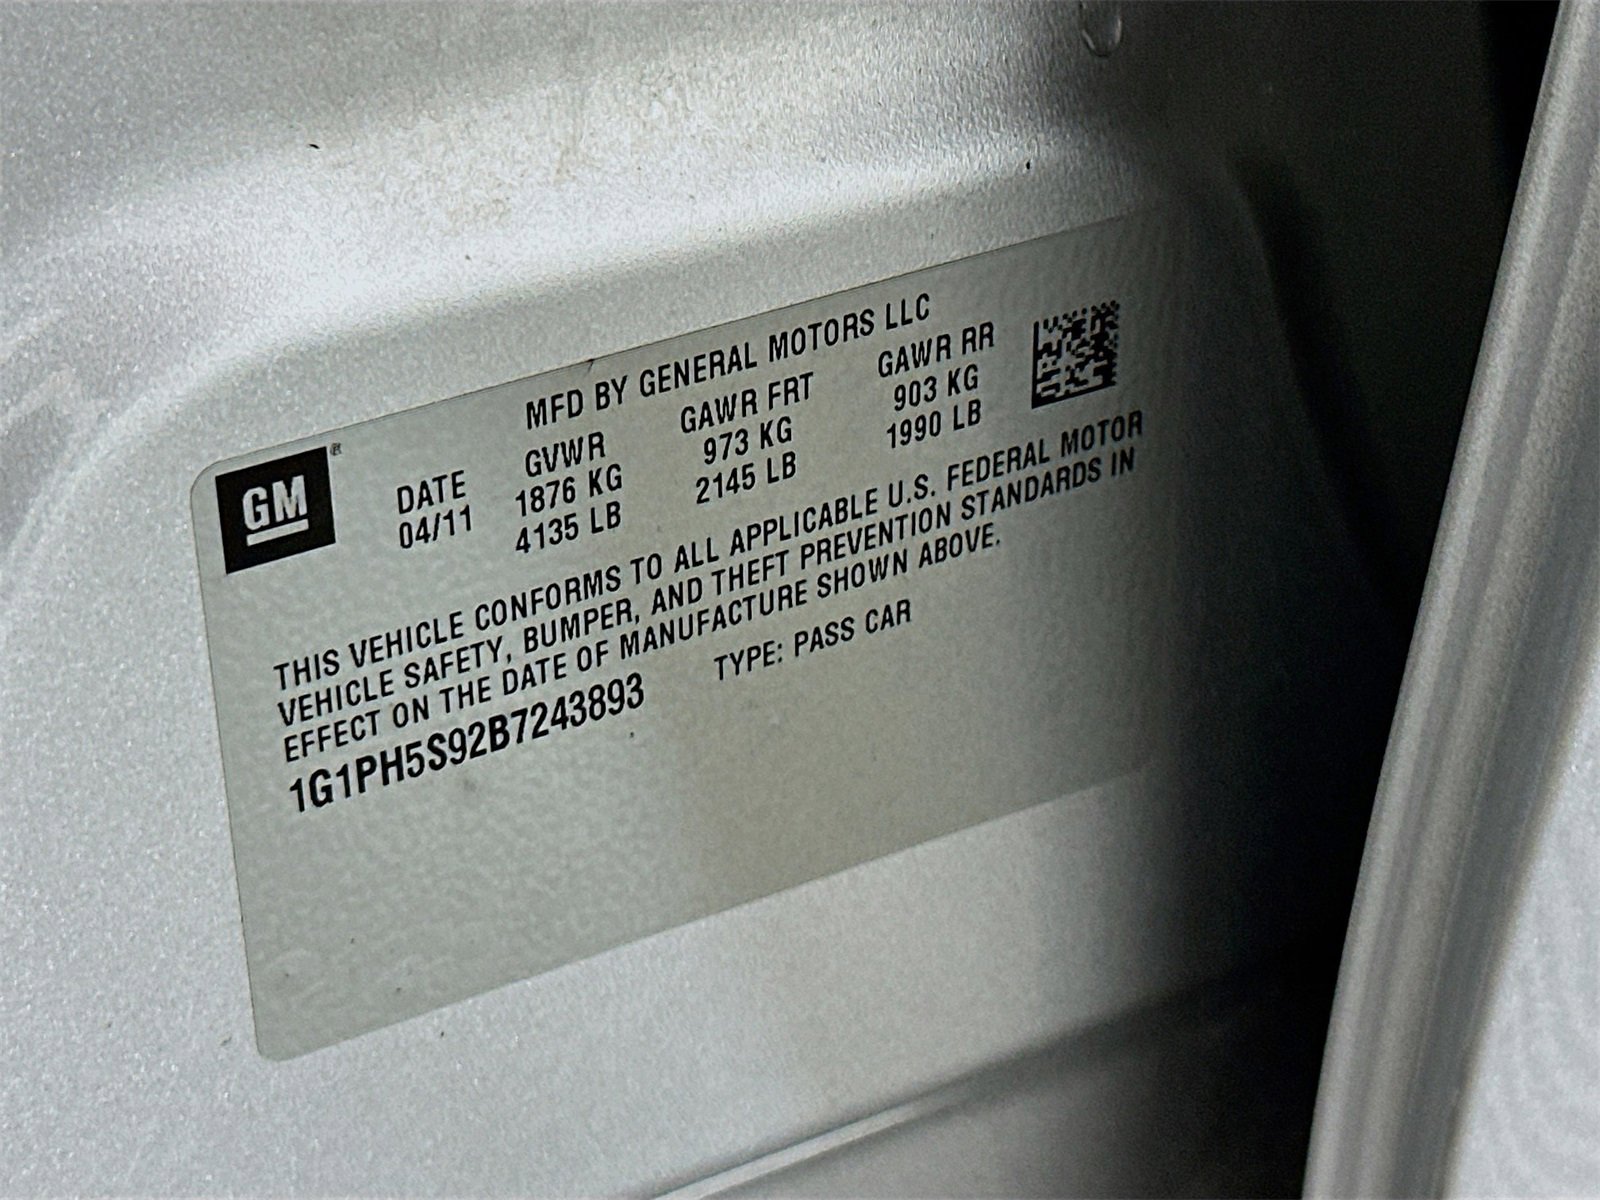 MFD BY GENERAL MOTORS LLC
GM®
DATE GVWR GAWR FRT GAWR RR
04/11 1876 KG 973 KG 903 KG
4135 LB 2145 LB 1990 LB
THIS VEHICLE CONFORMS TO ALL APPLICABLE U.S. FEDERAL MOTOR
VEHICLE SAFETY, BUMPER, AND THEFT PREVENTION STANDARDS IN
EFFECT ON THE DATE OF MANUFACTURE SHOWN ABOVE.
1G1PH5S92B7243893 TYPE: PASS CAR